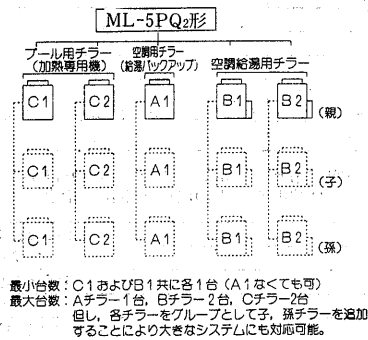 ML-5PQ2形
プール用チラー
(加熱専用機)
空調用チラー
(給湯バックアップ)
空調給湯用チラー
C1 C2 A1 B1 B2 (親)
C1 C2 A1 B1 B2 (子)
C1 C2 A1 B1 B2 (孫)
最小台数:C1およびB1共に各1台(A1なくても可)
最大台数:Aチラー1台,Bチラー2台,Cチラー2台
但し,各チラーをグループとして子,孫チラーを追加
することにより大きなシステムにも対応可能。